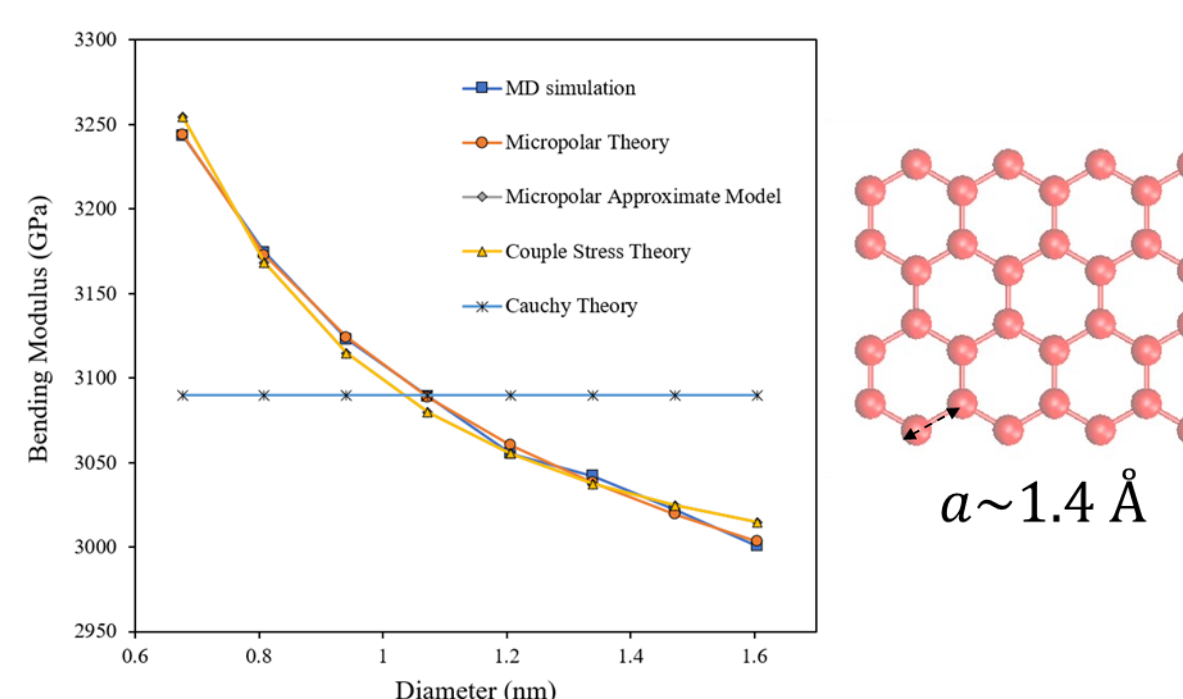 3300
3250
3200
3150
3100
3050
3000
2950
Bending Modulus (GPa)
MD simulation
Micropolar Theory
Micropolar Approximate Model
Couple Stress Theory
Cauchy Theory
0.6 0.8 1 1.2 1.4 1.6
Diameter (nm)
a~1.4 Å